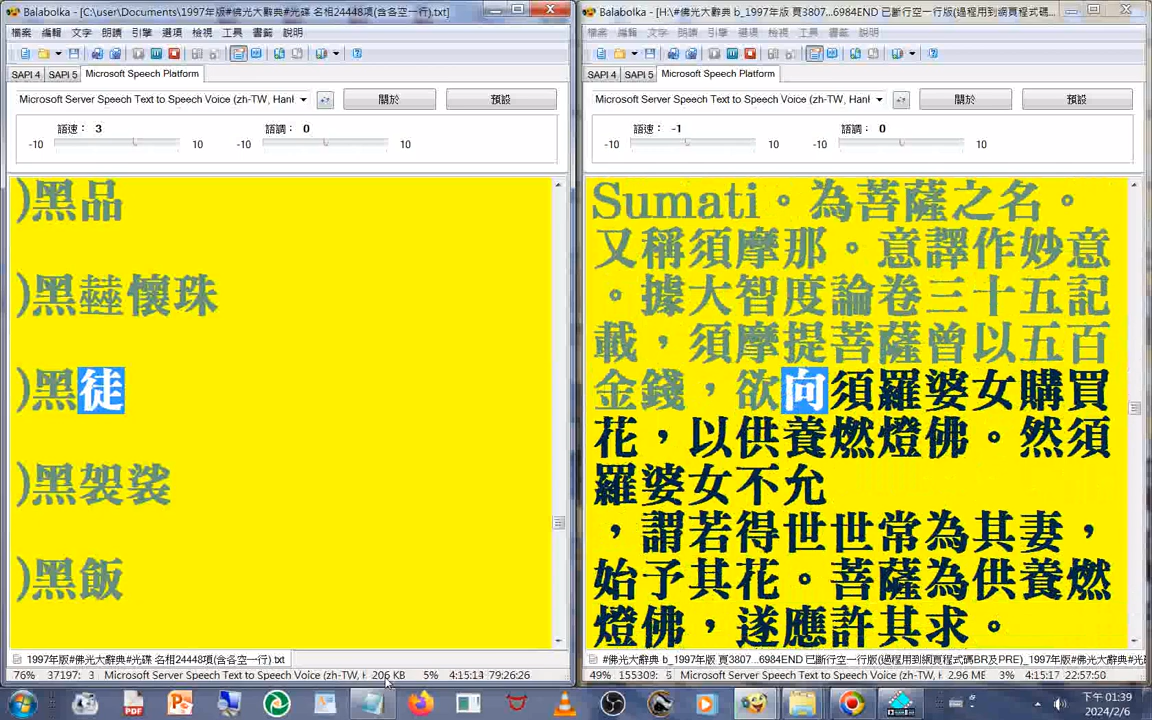 Balabolka - [C:\user\Documents\1997年版#佛光大辭典#光碟 名相24448項(含各空一行).txt]
檔案 編輯 文字 朗讀 引擎 選項 檢視 工具 書籤 說明
SAPI 4 SAPI 5 Microsoft Speech Platform
Microsoft Server Speech Text to Speech Voice (zh-TW, Hanl
關於
預設
語速： 3
語調： 0
-10 10 -10 10
)黑品
)黑齷懷珠
)黑徒
)黑袈裟
)黑飯
1997年版#佛光大辭典#光碟 名相24448項(含各空一行).txt
76% 37197: 3 Microsoft Server Speech Text to Speech Voice (zh-TW, H 206 KB 5% 4:15:14 79:26:26
Balabolka - [H:\#佛光大辭典 b_1997年版 頁3807...6984END 已斷行空一行版(過程用到網頁程式碼...
檔案 編輯 文字 朗讀 引擎 選項 檢視 工具 書籤 說明
SAPI 4 SAPI 5 Microsoft Speech Platform
Microsoft Server Speech Text to Speech Voice (zh-TW, Hanl
關於
預設
語速： -1
語調： 0
-10 10 -10 10
Sumati。為菩薩之名。
又稱須摩那。意譯作妙意
。據大智度論卷三十五記
載，須摩提菩薩曾以五百
金錢，欲向須羅婆女購買
花，以供養燃燈佛。然須
羅婆女不允
，謂若得世世常為其妻，
始予其花。菩薩為供養燃
燈佛，遂應許其求。
#佛光大辭典 b_1997年版 頁3807...6984END 已斷行空一行版(過程用到網頁程式碼BR及PRE)_1997年版#光
49% 155309: 5 Microsoft Server Speech Text to Speech Voice (zh-TW, H 2.96 ME 3% 4:15:17 22:57:50
下午 01:39
2024/2/6